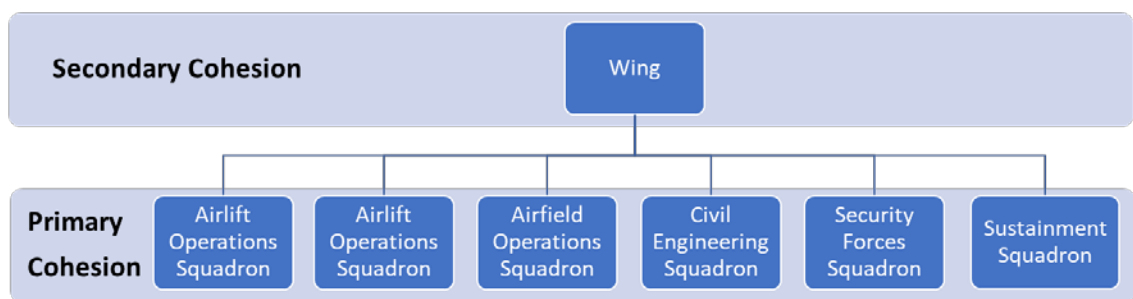 Secondary Cohesion
Wing
Primary
Cohesion
Airlift
Operations
Squadron
Airlift
Operations
Squadron
Airfield
Operations
Squadron
Civil
Engineering
Squadron
Security
Forces
Squadron
Sustainment
Squadron